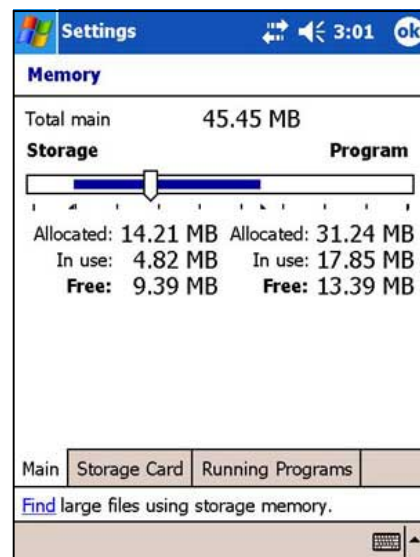 Settings 3:01 ok
Memory
Total main 45.45 MB
Storage Program
Allocated: 14.21 MB Allocated: 31.24 MB
In use: 4.82 MB In use: 17.85 MB
Free: 9.39 MB Free: 13.39 MB
Main Storage Card Running Programs
Find large files using storage memory.